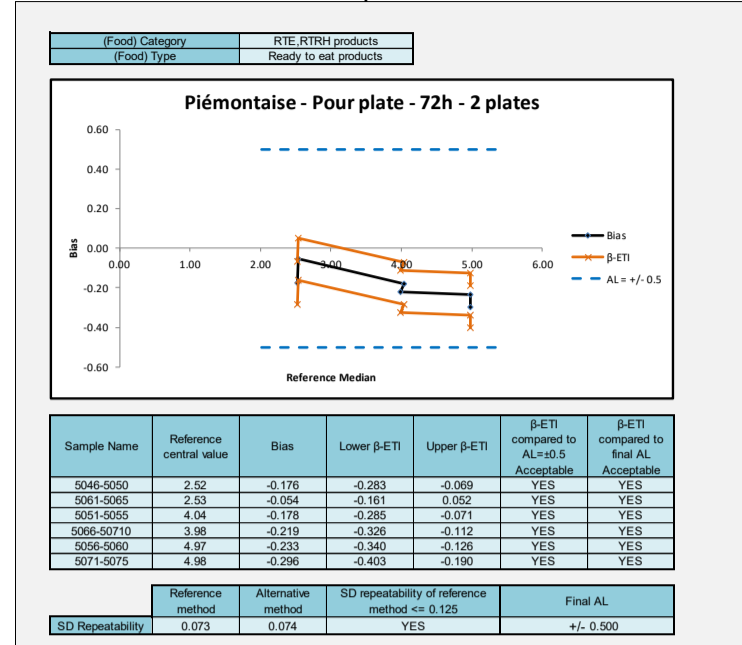 (Food) Category RTE,RTRH products
(Food) Type Ready to eat products
Piémontaise - Pour plate - 72h - 2 plates
0.60
0.40
0.20
0.00
0.00 1.00 2.00 3.00 4.00 5.00 6.00
-0.20
-0.40
-0.60
Bias
Reference Median
Bias
β-ETI
AL = +/- 0.5
Sample Name Reference central value Bias Lower β-ETI Upper β-ETI β-ETI compared to AL=±0.5 Acceptable β-ETI compared to final AL Acceptable
5046-5050 2.52 -0.176 -0.283 -0.069 YES YES
5061-5065 2.53 -0.054 -0.161 0.052 YES YES
5051-5055 4.04 -0.178 -0.285 -0.071 YES YES
5066-50710 3.98 -0.219 -0.326 -0.112 YES YES
5056-5060 4.97 -0.233 -0.340 -0.126 YES YES
5071-5075 4.98 -0.296 -0.403 -0.190 YES YES
Reference method Alternative method SD repeatability of reference method <= 0.125 Final AL
SD Repeatability 0.073 0.074 YES +/- 0.500